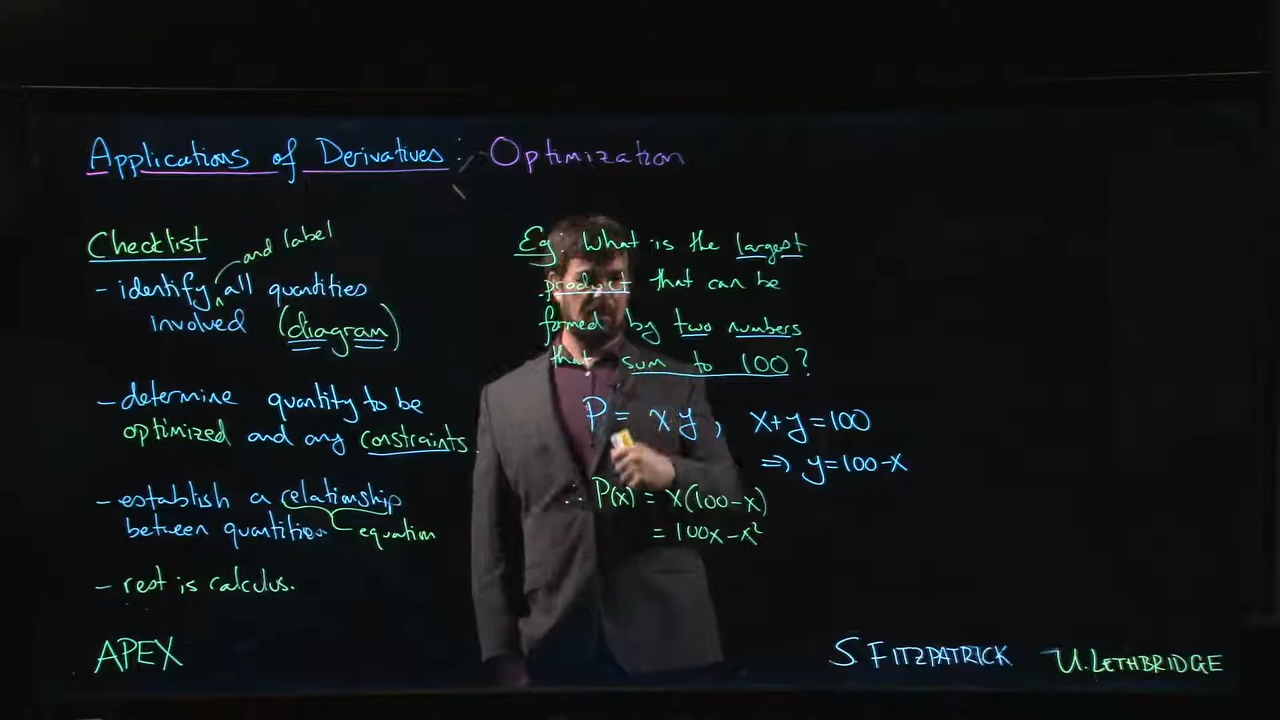 Applications of Derivatives: Optimization
Checklist
and label
- identify all quantities
involved (diagram)
- determine quantity to be
optimized and any constraints.
- establish a relationship
between quantities equation
- rest is calculus.
APEX
Eg: What is the largest
product that can be
formed by two numbers
that sum to 100?
P = xy, x+y=100
⇒ y=100-x
∴ P(x) = x(100-x)
= 100x-x²
S. FITZPATRICK U. LETHBRIDGE